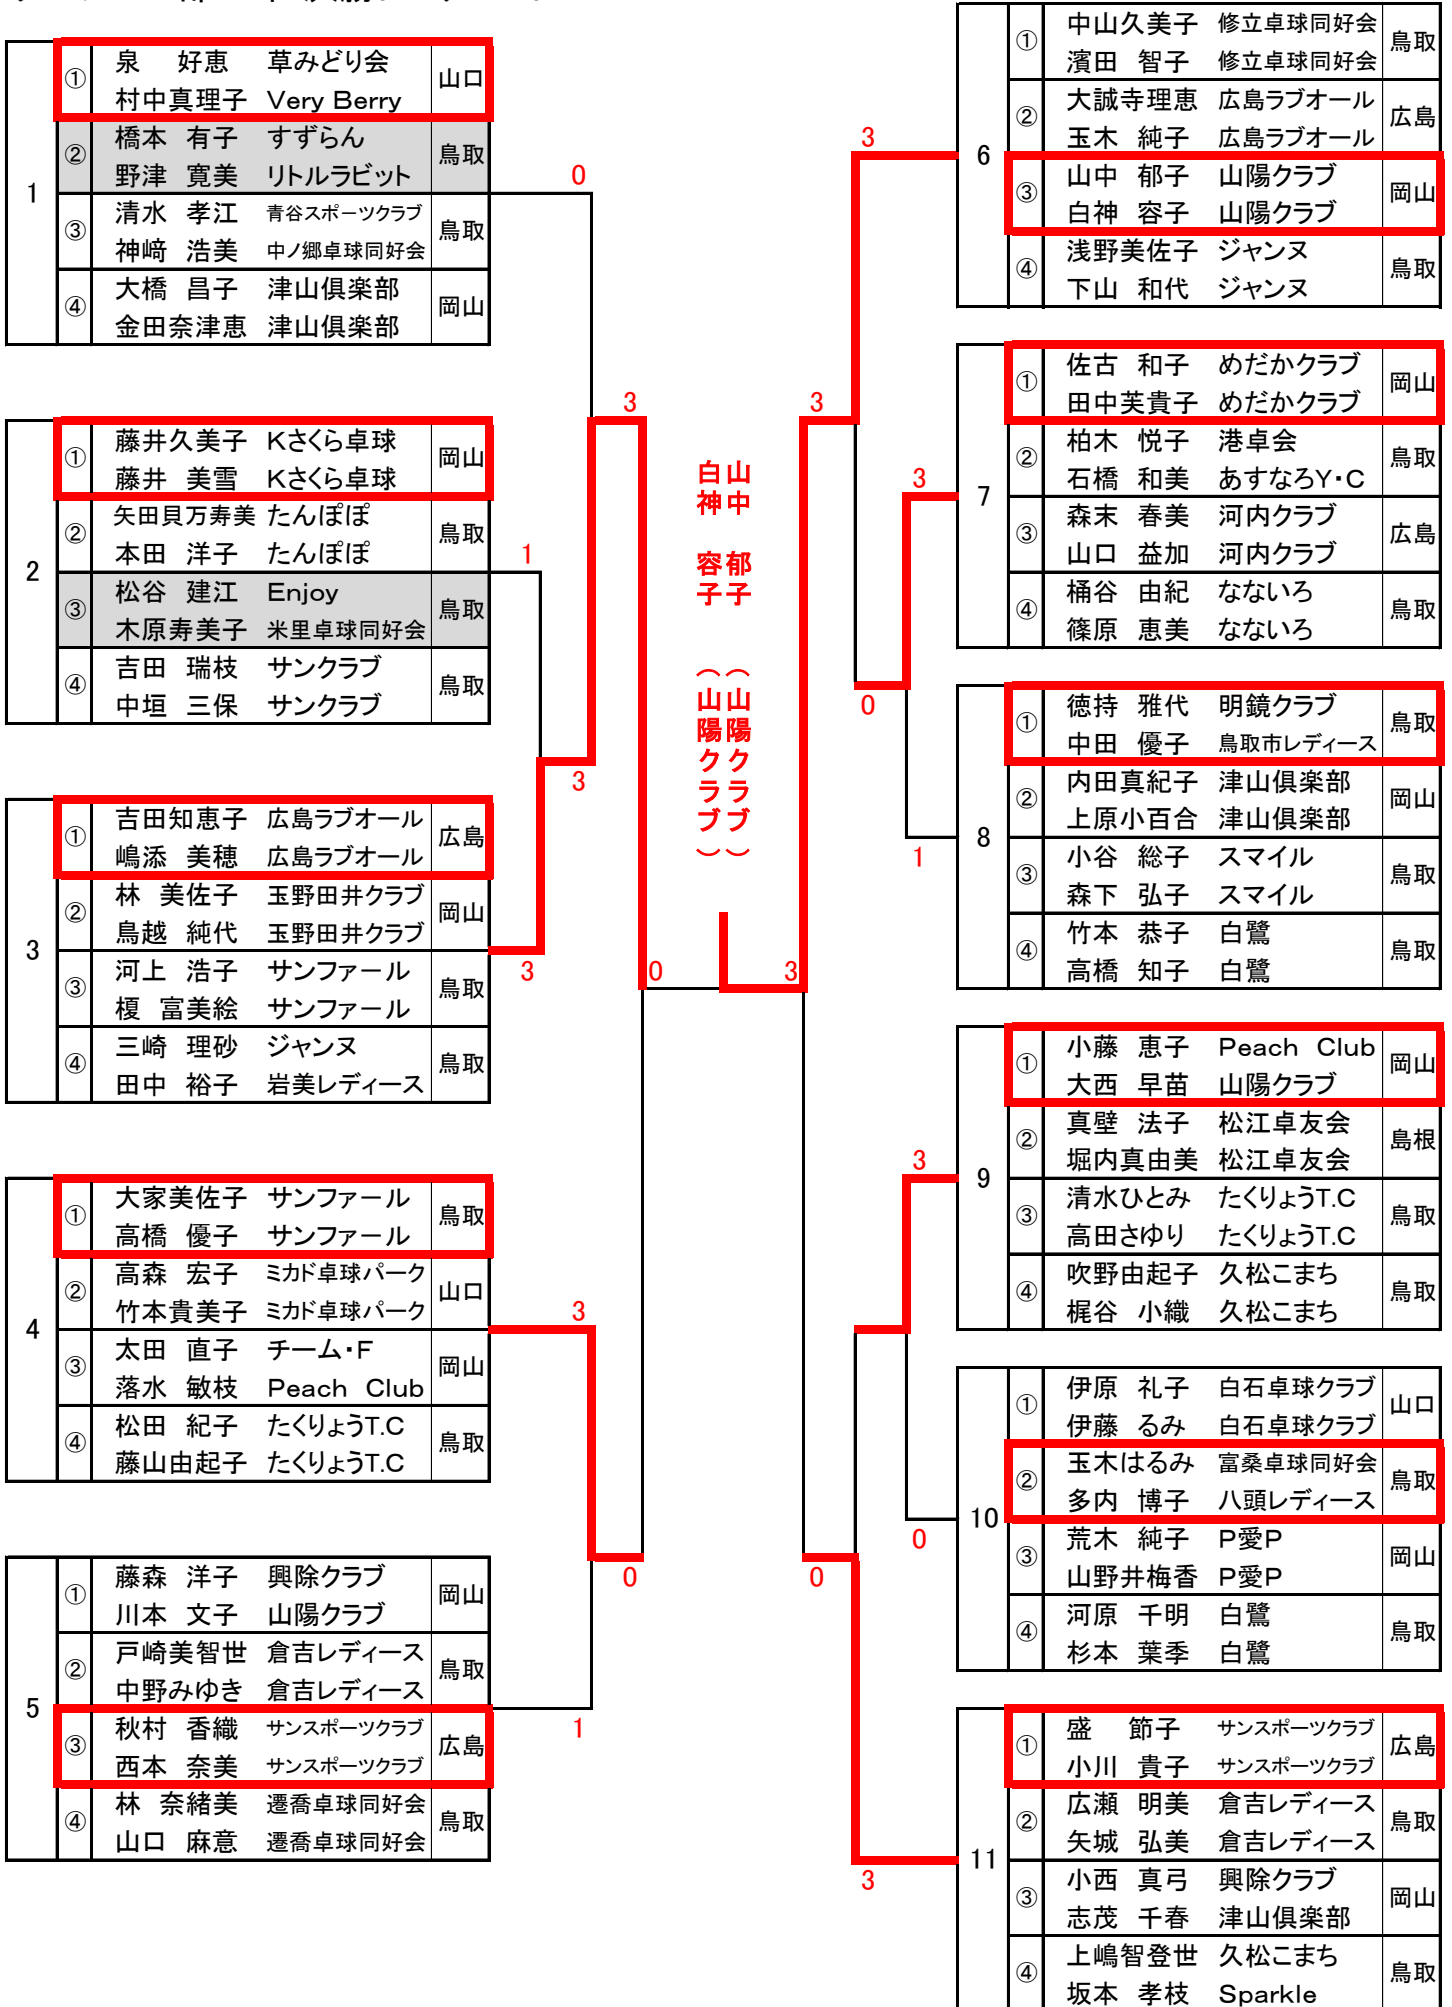 1
① 泉　好恵 草みどり会 山口
村中真理子 Very Berry
② 橋本 有子 すずらん 鳥取
野津 寛美 リトルラビット
③ 清水 孝江 青谷スポーツクラブ 鳥取
神﨑 浩美 中ノ郷卓球同好会
④ 大橋 昌子 津山倶楽部 岡山
金田奈津恵 津山倶楽部
0
2
① 藤井久美子 Kさくら卓球 岡山
藤井 美雪 Kさくら卓球
② 矢田貝万寿美 たんぽぽ 鳥取
本田 洋子 たんぽぽ
③ 松谷 建江 Enjoy 鳥取
木原寿美子 米里卓球同好会
④ 吉田 瑞枝 サンクラブ 鳥取
中垣 三保 サンクラブ
1
3
3
3
① 吉田知恵子 広島ラブオール 広島
嶋添 美穂 広島ラブオール
② 林 美佐子 玉野田井クラブ 岡山
鳥越 純代 玉野田井クラブ
③ 河上 浩子 サンファール 鳥取
榎 富美絵 サンファール
④ 三崎 理砂 ジャンヌ 鳥取
田中 裕子 岩美レディース
3
0
4
① 大家美佐子 サンファール 鳥取
高橋 優子 サンファール
② 高森 宏子 ミカド卓球パーク 山口
竹本貴美子 ミカド卓球パーク
③ 太田 直子 チーム・F 岡山
落水 敏枝 Peach Club
④ 松田 紀子 たくりょうT.C 鳥取
藤山由起子 たくりょうT.C
3
0
5
① 藤森 洋子 興除クラブ 岡山
川本 文子 山陽クラブ
② 戸崎美智世 倉吉レディース 鳥取
中野みゆき 倉吉レディース
③ 秋村 香織 サンスポーツクラブ 広島
西本 奈美 サンスポーツクラブ
④ 林 奈緒美 遷喬卓球同好会 鳥取
山口 麻意 遷喬卓球同好会
1
山中　郁子　（山陽クラブ）
白神　容子　（山陽クラブ）
6
① 中山久美子 修立卓球同好会 鳥取
濱田 智子 修立卓球同好会
② 大誠寺理恵 広島ラブオール 広島
玉木 純子 広島ラブオール
③ 山中 郁子 山陽クラブ 岡山
白神 容子 山陽クラブ
④ 浅野美佐子 ジャンヌ 鳥取
下山 和代 ジャンヌ
3
3
7
① 佐古 和子 めだかクラブ 岡山
田中芙貴子 めだかクラブ
② 柏木 悦子 港卓会 鳥取
石橋 和美 あすなろY・C
③ 森末 春美 河内クラブ 広島
山口 益加 河内クラブ
④ 桶谷 由紀 なないろ 鳥取
篠原 恵美 なないろ
3
0
8
① 徳持 雅代 明鏡クラブ 鳥取
中田 優子 鳥取市レディース
② 内田真紀子 津山倶楽部 岡山
上原小百合 津山倶楽部
③ 小谷 総子 スマイル 鳥取
森下 弘子 スマイル
④ 竹本 恭子 白鷺 鳥取
高橋 知子 白鷺
1
3
9
① 小藤 恵子 Peach Club 岡山
大西 早苗 山陽クラブ
② 真壁 法子 松江卓友会 島根
堀内真由美 松江卓友会
③ 清水ひとみ たくりょうT.C 鳥取
高田さゆり たくりょうT.C
④ 吹野由起子 久松こまち 鳥取
梶谷 小織 久松こまち
3
10
① 伊原 礼子 白石卓球クラブ 山口
伊藤 るみ 白石卓球クラブ
② 玉木はるみ 富桑卓球同好会 鳥取
多内 博子 八頭レディース
③ 荒木 純子 P愛P 岡山
山野井梅香 P愛P
④ 河原 千明 白鷺 鳥取
杉本 葉季 白鷺
0
0
11
① 盛　節子 サンスポーツクラブ 広島
小川 貴子 サンスポーツクラブ
② 広瀬 明美 倉吉レディース 鳥取
矢城 弘美 倉吉レディース
③ 小西 真弓 興除クラブ 岡山
志茂 千春 津山倶楽部
④ 上嶋智登世 久松こまち 鳥取
坂本 孝枝 Sparkle
3